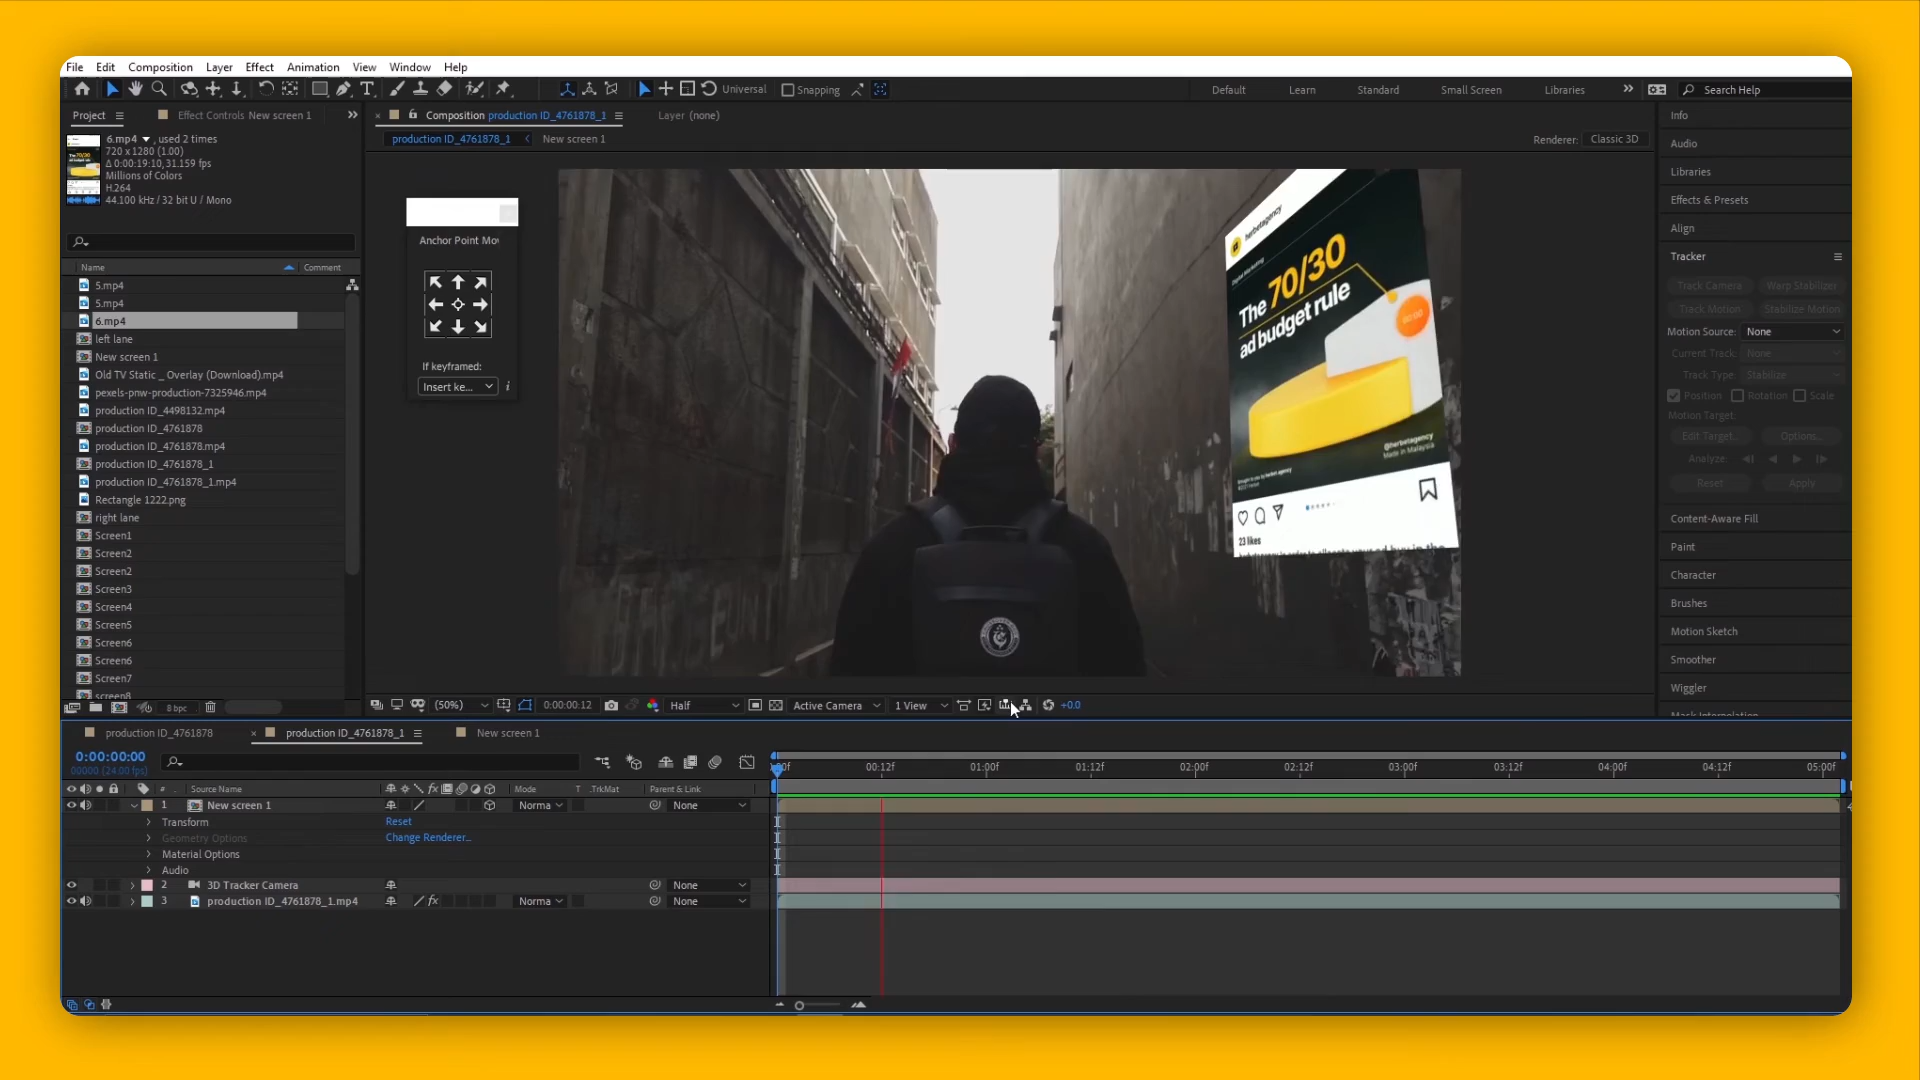 File Edit Composition Layer Effect Animation View Window Help
Universal Snapping Default Learn Standard Small Screen Libraries Search Help
Project Effect Controls New screen 1
6.mp4 , used 2 times
720 x 1280 (1.00)
Δ 0:00:19:10, 31.159 fps
Millions of Colors
H.264
44.100 kHz / 32 bit U / Mono
Name Comment
5.mp4
5.mp4
6.mp4
left lane
New screen 1
Old TV Static _ Overlay (Download).mp4
pexels-pnw-production-7325946.mp4
production ID_4498132.mp4
production ID_4761878
production ID_4761878.mp4
production ID_4761878_1
production ID_4761878_1.mp4
Rectangle 1222.png
right lane
Screen1
Screen2
Screen2
Screen3
Screen4
Screen5
Screen6
Screen6
Screen7
screen8
8 bpc
Composition production ID_4761878_1 Layer (none)
production ID_4761878_1 New screen 1 Renderer: Classic 3D
Anchor Point Mov
If keyframed:
Insert ke... i
herbetagency
Digital Marketing
The 70/30
ad budget rule
@herbetagency
Made in Malaysia
23 likes
(50%) 0:00:00:12 Half Active Camera 1 View +0.0
Info
Audio
Libraries
Effects & Presets
Align
Tracker
Track Camera Warp Stabilizer
Track Motion Stabilize Motion
Motion Source: None
Current Track: None
Track Type: Stabilize
Position Rotation Scale
Motion Target:
Edit Target... Options...
Analyze:
Reset Apply
Content-Aware Fill
Paint
Character
Brushes
Motion Sketch
Smoother
Wiggler
Mask Interpolation
production ID_4761878 production ID_4761878_1 New screen 1
0:00:00:00
00000 (24.00 fps)
:00f 00:12f 01:00f 01:12f 02:00f 02:12f 03:00f 03:12f 04:00f 04:12f 05:00f
# Source Name Mode T .TrkMat Parent & Link
1 New screen 1 Norma None
Transform Reset
Geometry Options Change Renderer...
Material Options
Audio
2 3D Tracker Camera None
3 production ID_4761878_1.mp4 Norma None